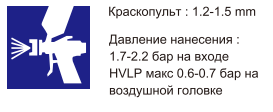 Краскопульт : 1.2-1.5 mm
Давление нанесения :
1.7-2.2 бар на входе
HVLP макс 0.6-0.7 бар на
воздушной головке